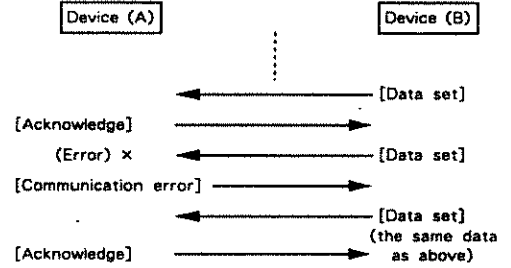 Device (A)
Device (B)
[Data set]
[Acknowledge]
(Error) ×
[Data set]
[Communication error]
[Data set]
(the same data
[Acknowledge]
as above)